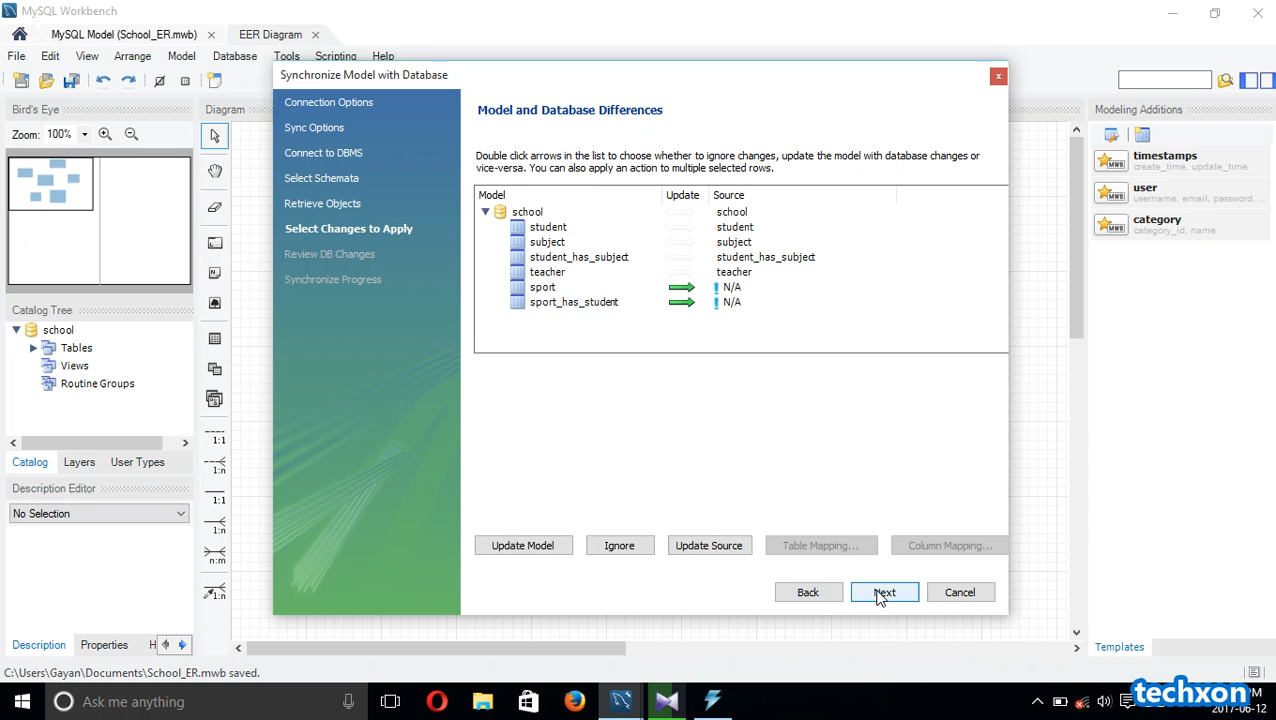 MySQL Workbench
MySQL Model (School_ER.mwb)
EER Diagram
File Edit View Arrange Model Database Tools Scripting Help
Bird's Eye
Zoom: 100%
Diagram
Synchronize Model with Database
Connection Options
Sync Options
Connect to DBMS
Select Schemata
Retrieve Objects
Select Changes to Apply
Review DB Changes
Synchronize Progress
Model and Database Differences
Double click arrows in the list to choose whether to ignore changes, update the model with database changes or
vice-versa. You can also apply an action to multiple selected rows.
Model Update Source
school school
student student
subject subject
student_has_subject student_has_subject
teacher teacher
sport N/A
sport_has_student N/A
Update Model Ignore Update Source Table Mapping... Column Mapping...
Back Next Cancel
Modeling Additions
timestamps
create_time, update_time
user
username, email, password, ...
category
category_id, name
Templates
Catalog Tree
school
Tables
Views
Routine Groups
Catalog Layers User Types
Description Editor
No Selection
Description Properties H
1:1
1:n
1:1
1:n
n:m
1:n
C:\Users\Gayan\Documents\School_ER.mwb saved.
Ask me anything
techxon
2017-06-12